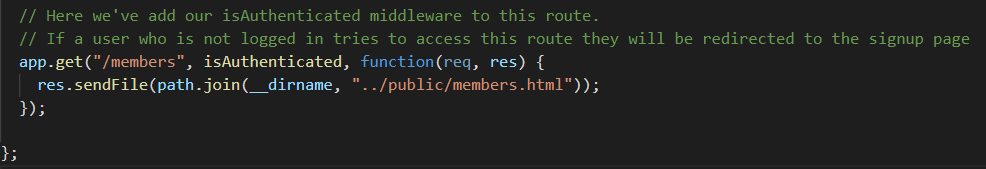 // Here we've add our isAuthenticated middleware to this route.
// If a user who is not logged in tries to access this route they will be redirected to the signup page
app.get("/members", isAuthenticated, function(req, res) {
res.sendFile(path.join(__dirname, "../public/members.html"));
});
};